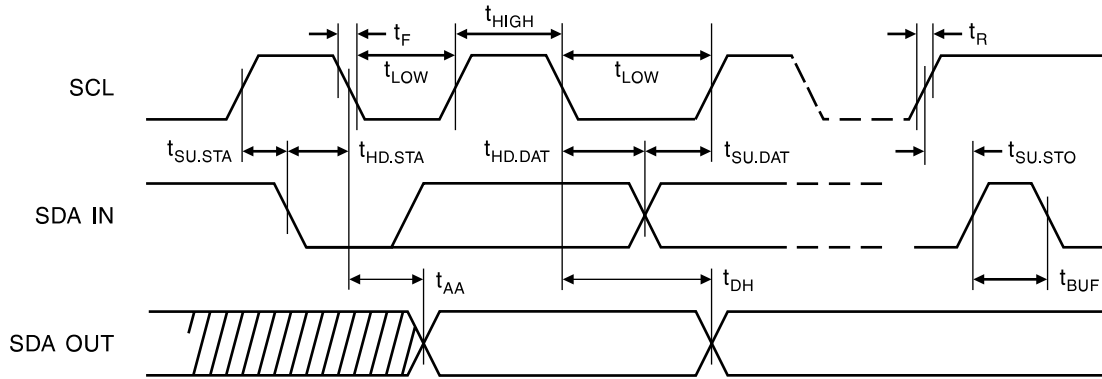 tHIGH
tF
tR
tLOW
tLOW
SCL
tSU.STA
tHD.STA
tHD.DAT
tSU.DAT
tSU.STO
SDA IN
tAA
tDH
tBUF
SDA OUT